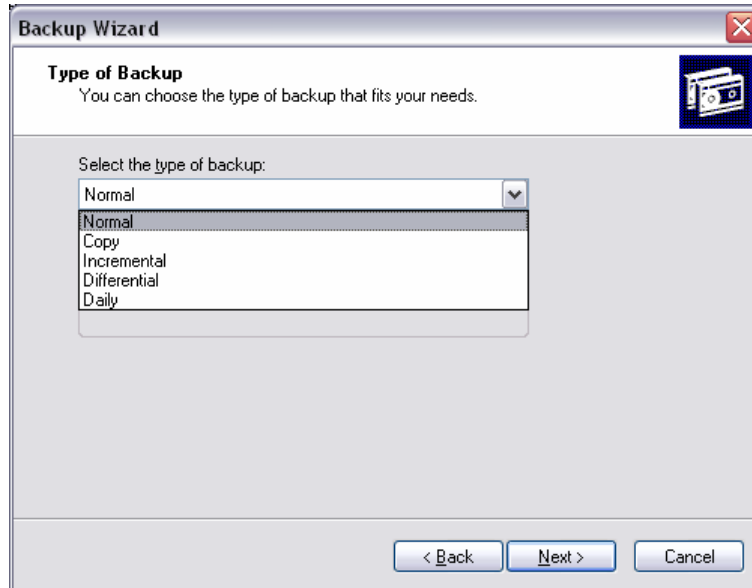 Backup Wizard
Type of Backup
You can choose the type of backup that fits your needs.
Select the type of backup:
Normal
Normal
Copy
Incremental
Differential
Daily
< Back
Next >
Cancel